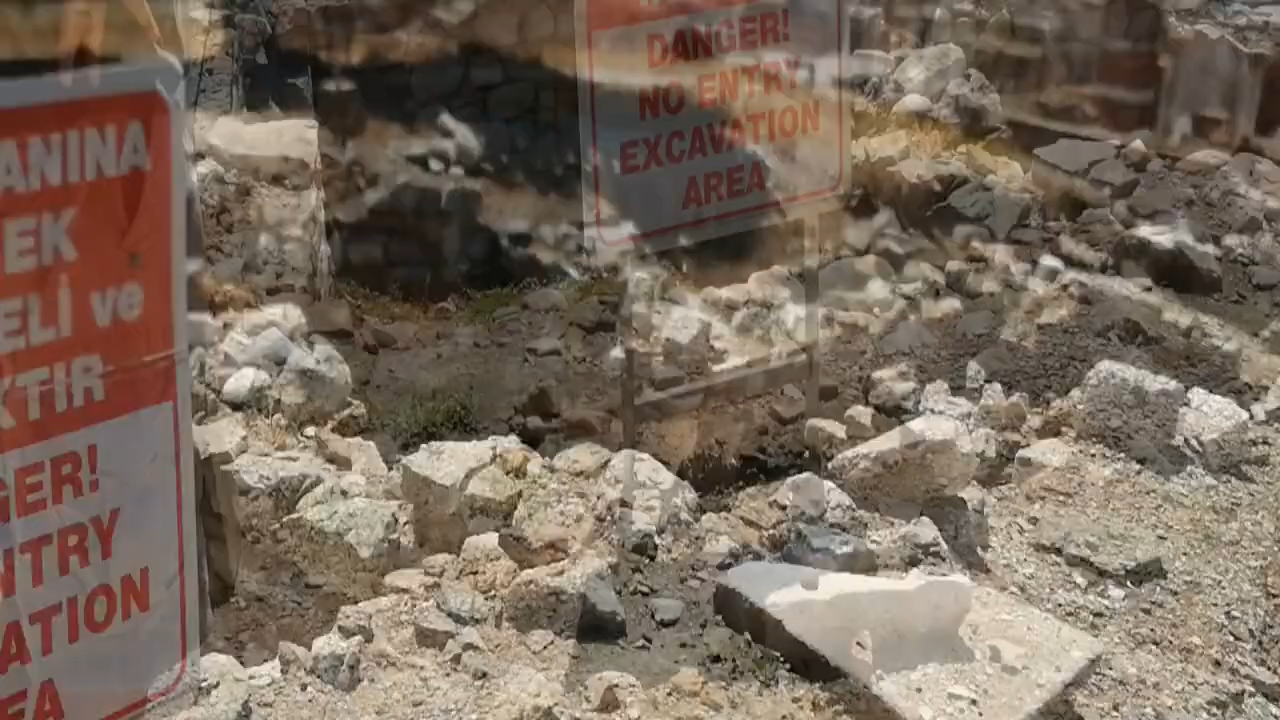 ANINA
EK
ELİ ve
KTIR
GER!
NTRY
ATION
EA
DANGER!
NO ENTRY
EXCAVATION
AREA